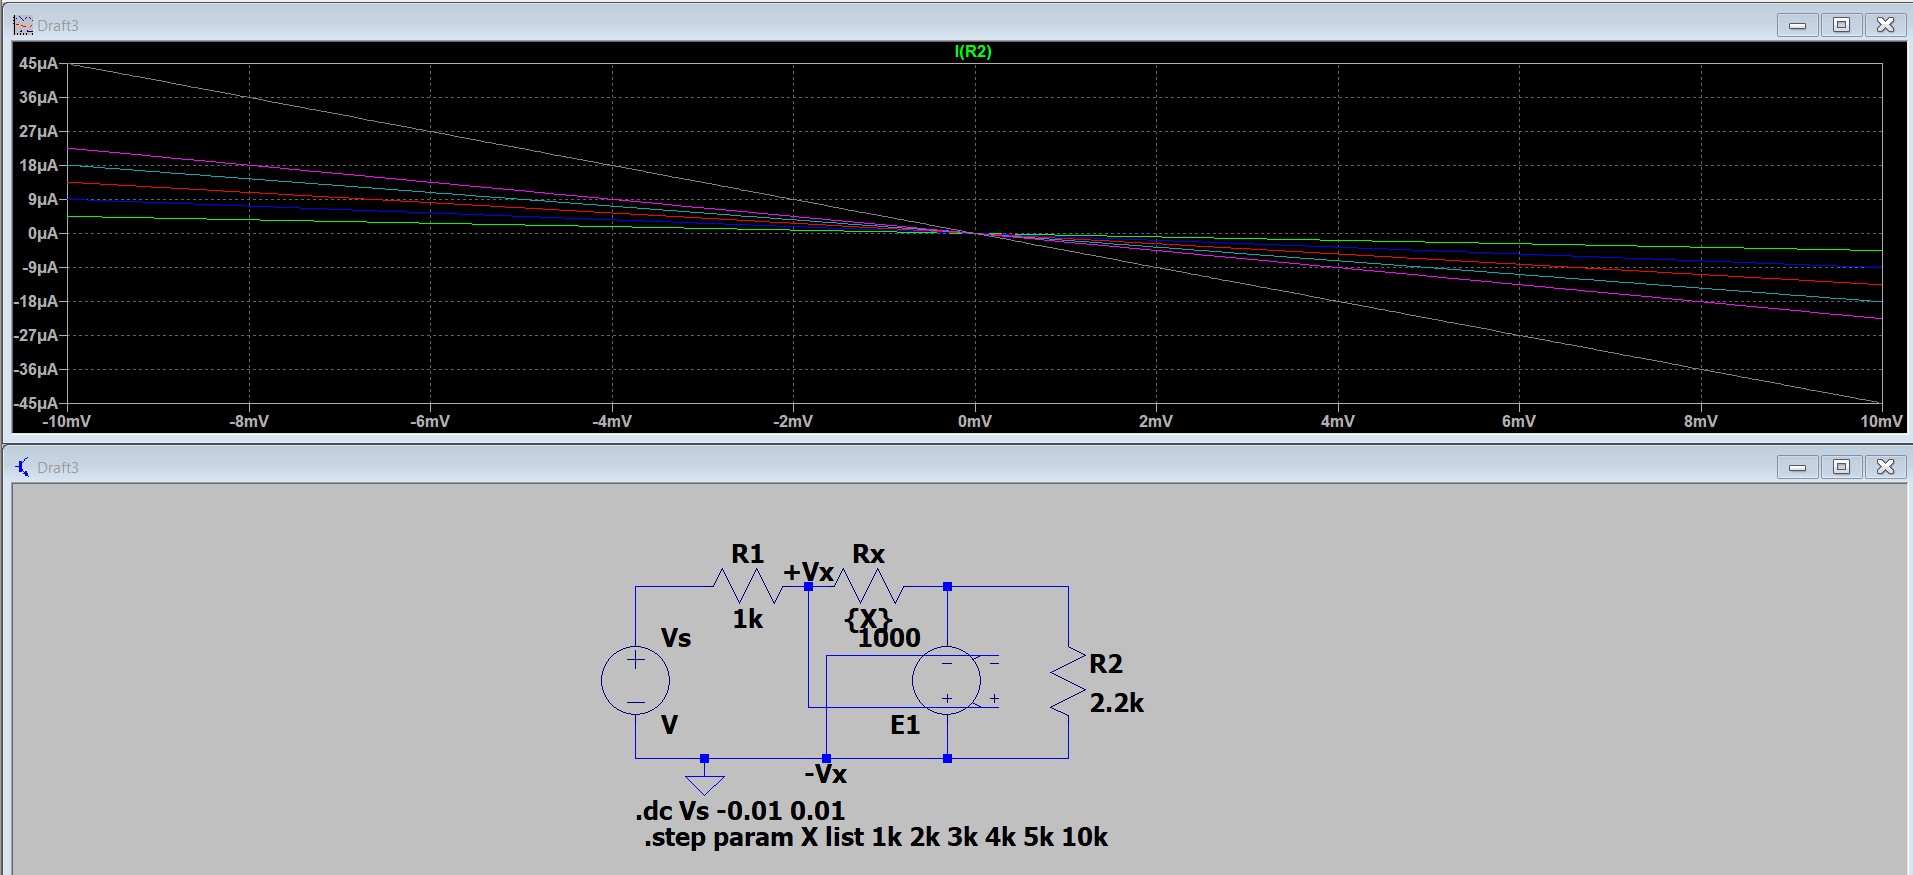 Draft3
I(R2)
45µA
36µA
27µA
18µA
9µA
0µA
-9µA
-18µA
-27µA
-36µA
-45µA
-10mV -8mV -6mV -4mV -2mV 0mV 2mV 4mV 6mV 8mV 10mV
Draft3
R1 Rx
+Vx
1k {X}
1000
Vs
R2
2.2k
V E1
-Vx
.dc Vs -0.01 0.01
.step param X list 1k 2k 3k 4k 5k 10k